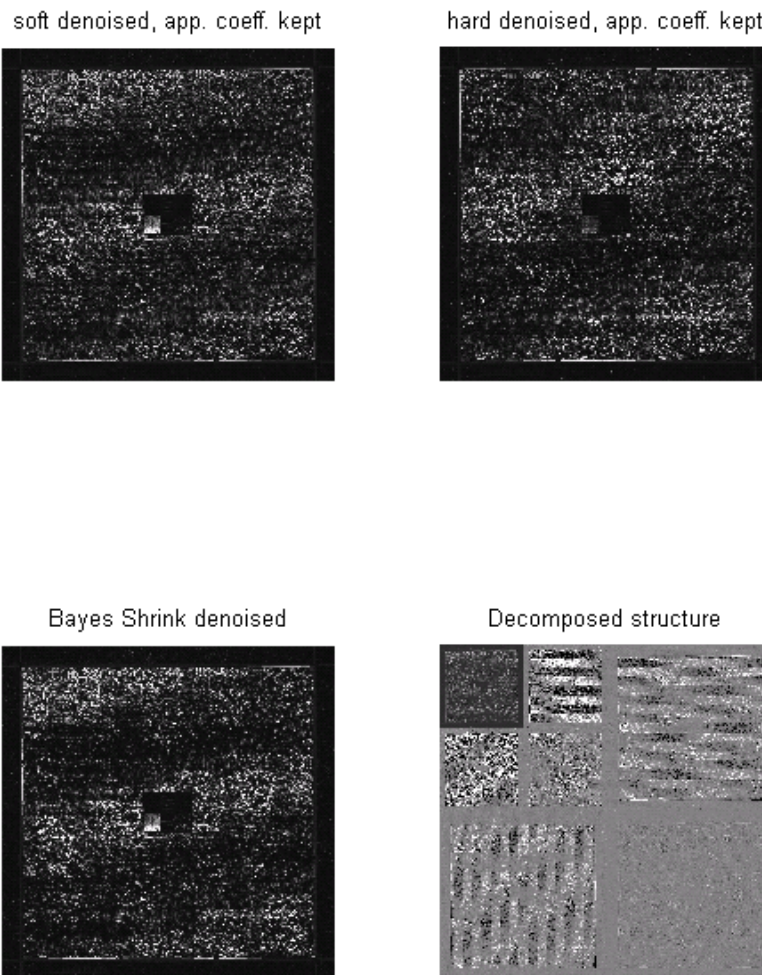 soft denoised, app. coeff. kept
hard denoised, app. coeff. kept
Bayes Shrink denoised
Decomposed structure